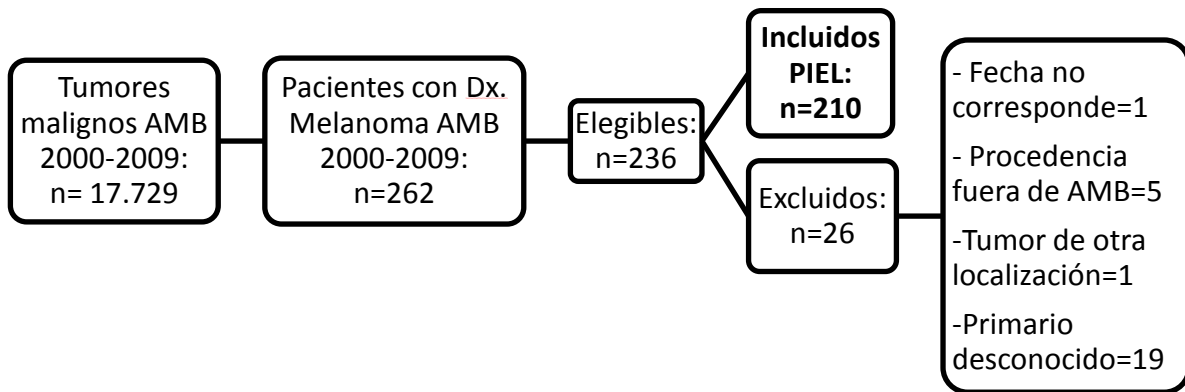 Tumores
malignos AMB
2000-2009:
n= 17.729
Pacientes con Dx.
Melanoma AMB
2000-2009:
n=262
Elegibles:
n=236
Incluidos
PIEL:
n=210
Excluidos:
n=26
- Fecha no
corresponde=1
- Procedencia
fuera de AMB=5
-Tumor de otra
localización=1
-Primario
desconocido=19